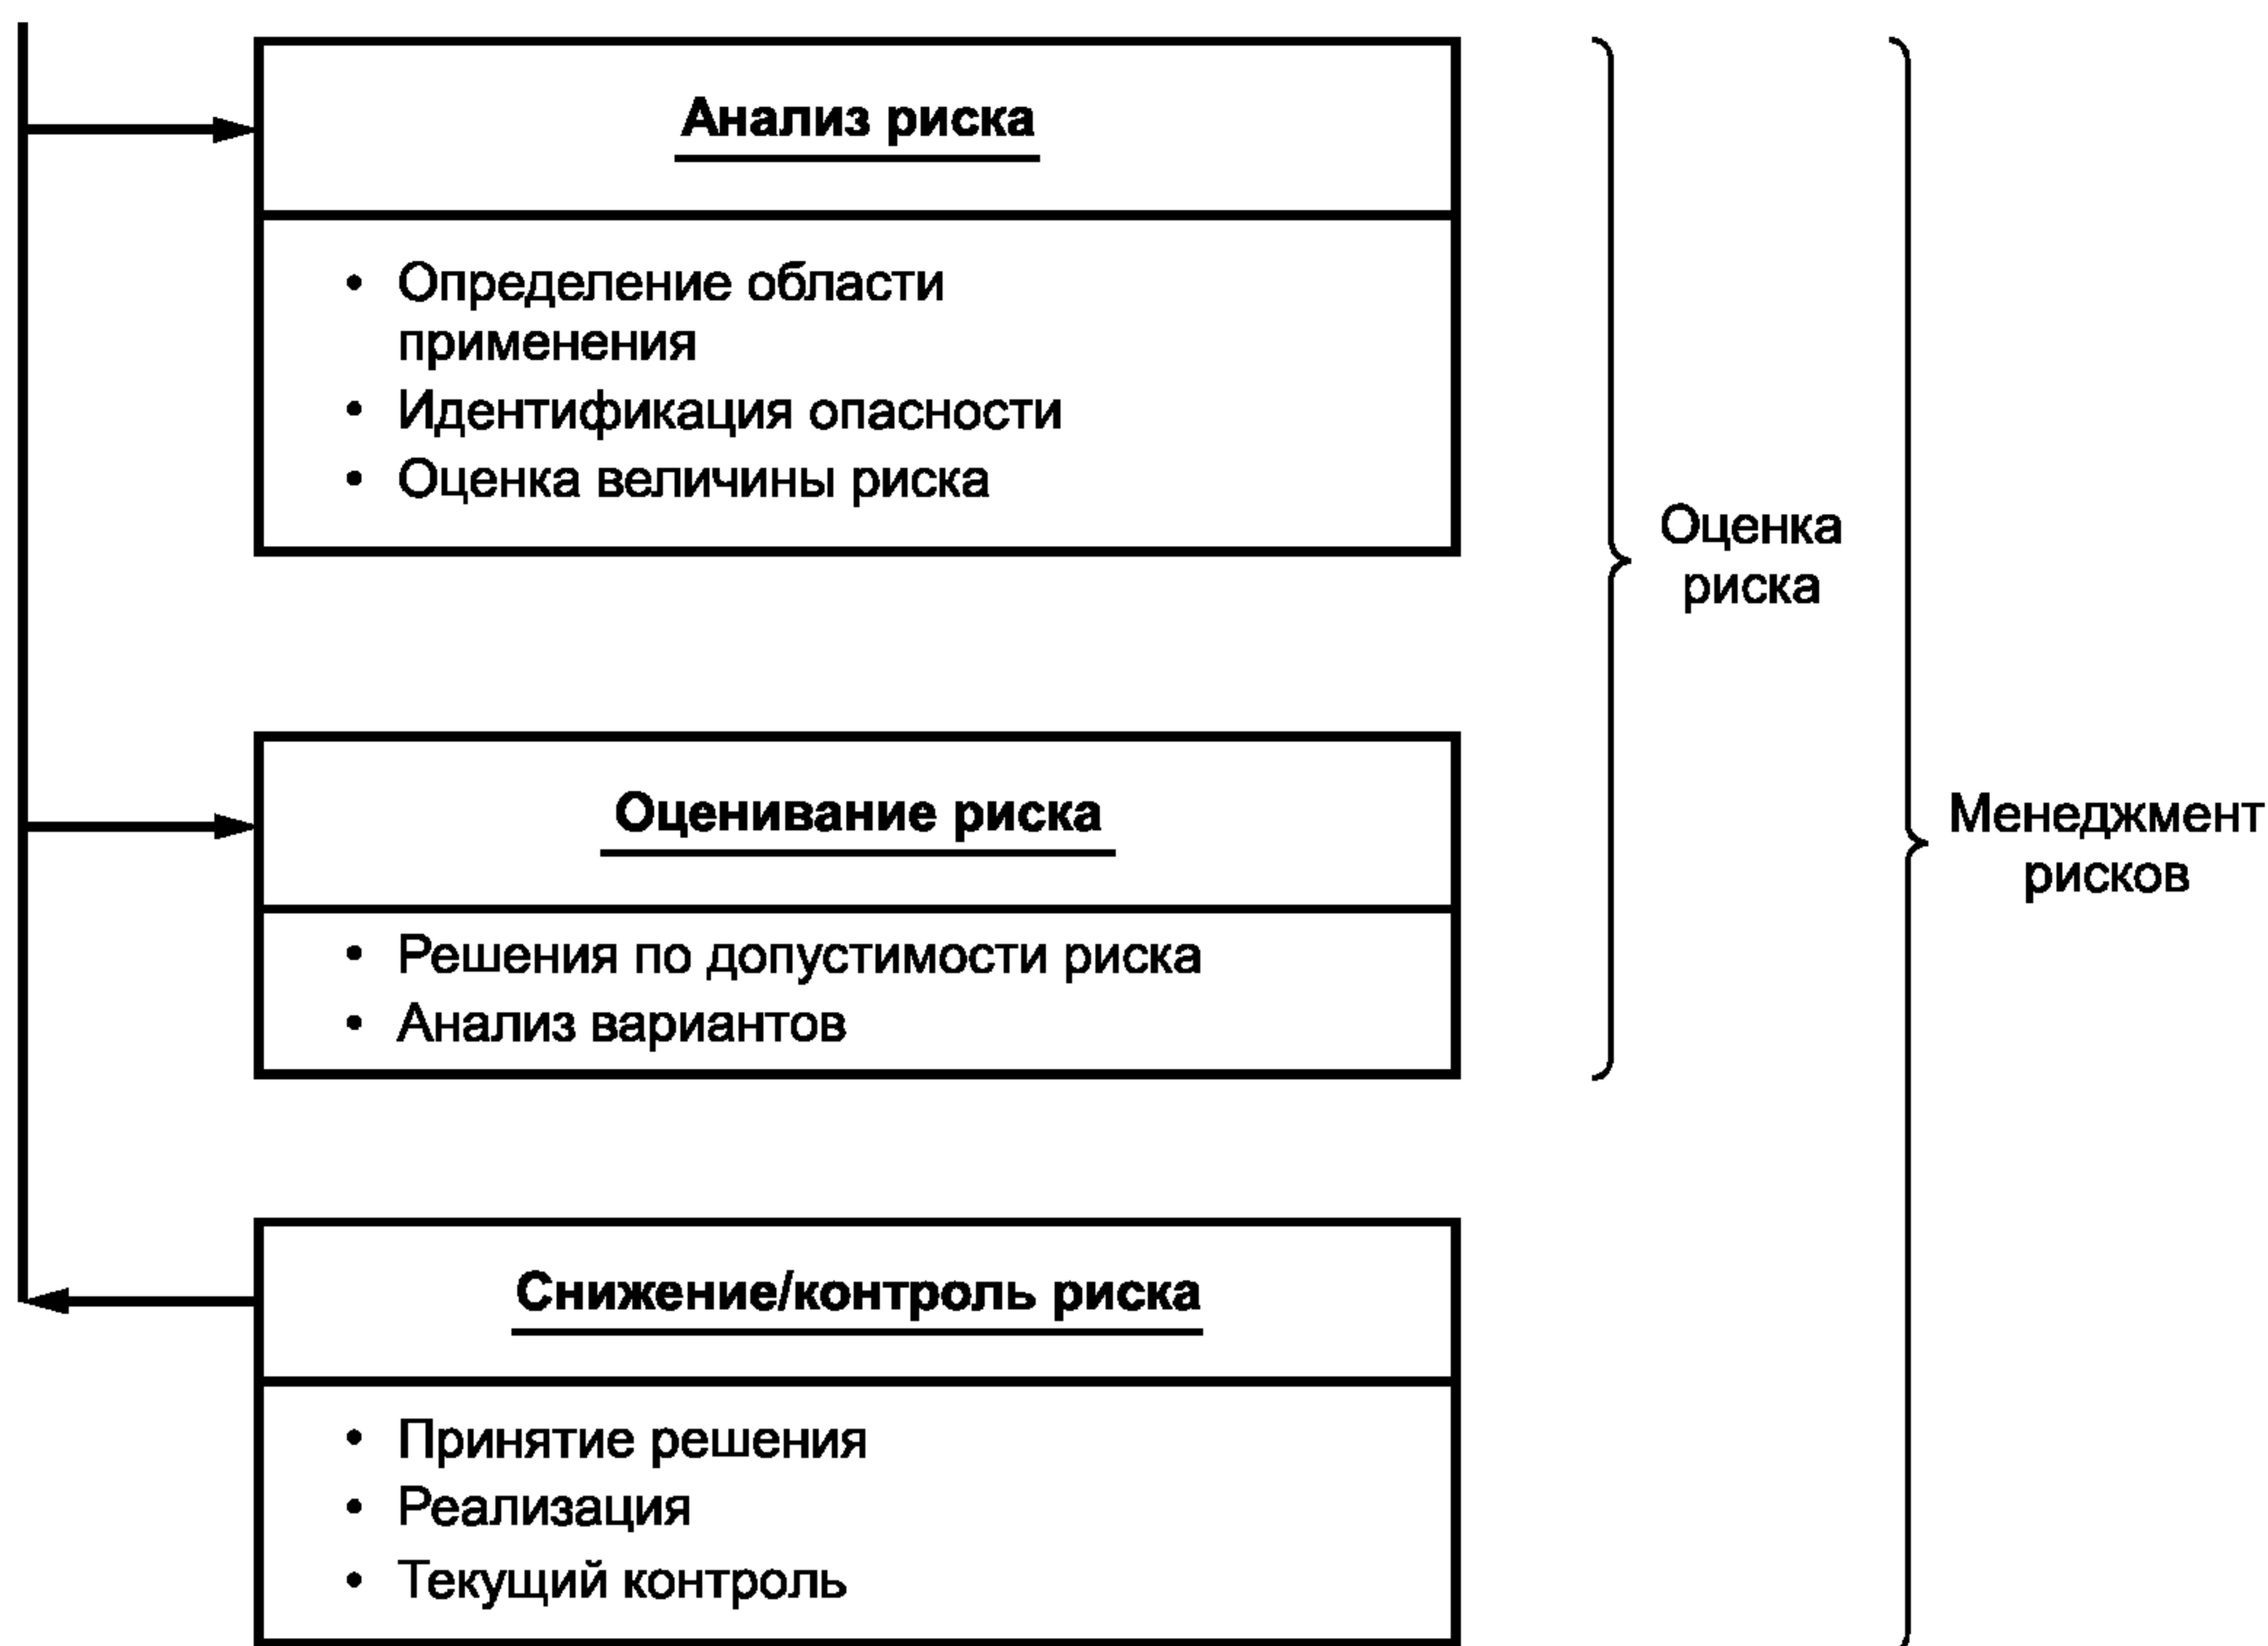 Анализ риска
• Определение области
применения
• Идентификация опасности
• Оценка величины риска
Оценка
риска
Оценивание риска
• Решения по допустимости риска
• Анализ вариантов
Менеджмент
рисков
Снижение/контроль риска
• Принятие решения
• Реализация
• Текущий контроль